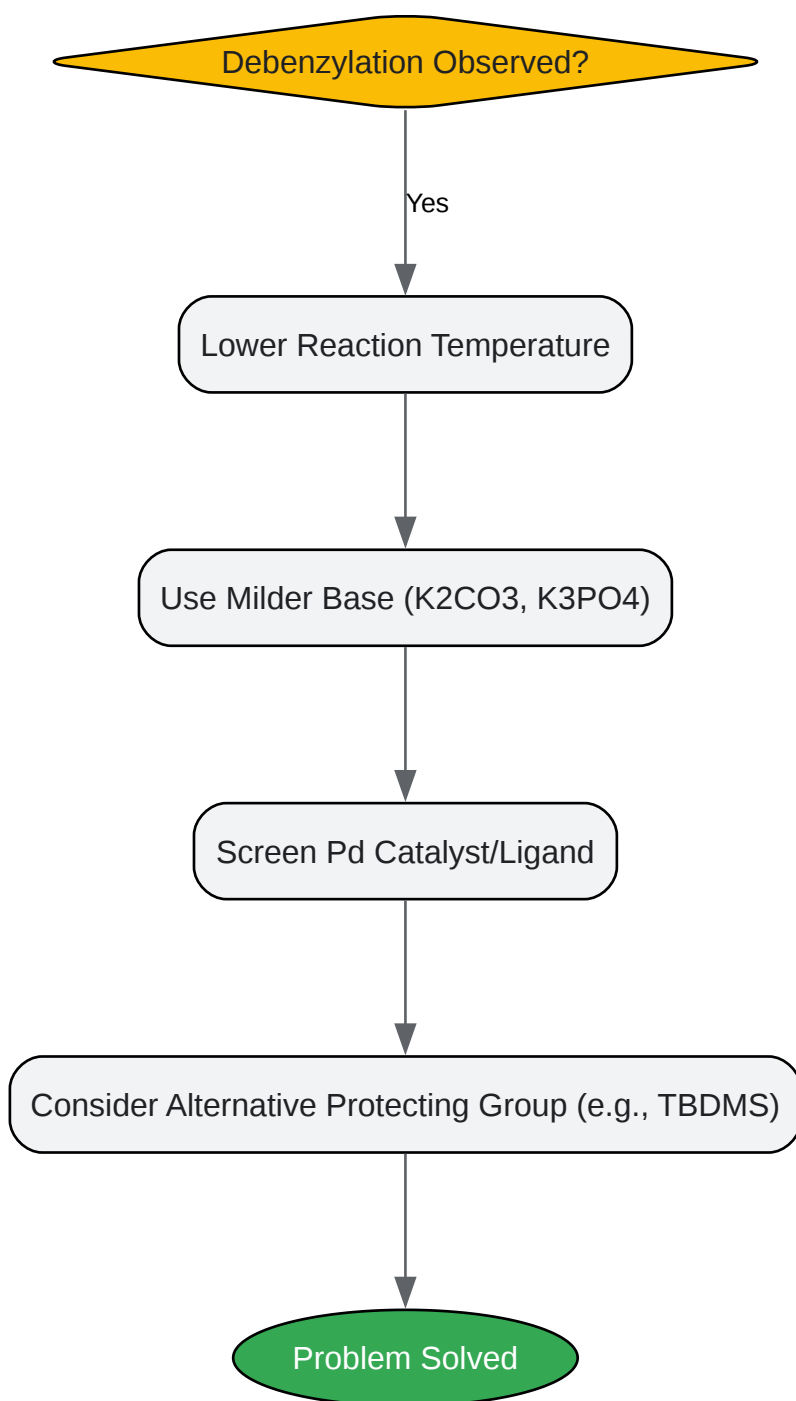 Debenzylation Observed?
Yes
Lower Reaction Temperature
Use Milder Base (K2CO3, K3PO4)
Screen Pd Catalyst/Ligand
Consider Alternative Protecting Group (e.g., TBDMS)
Problem Solved